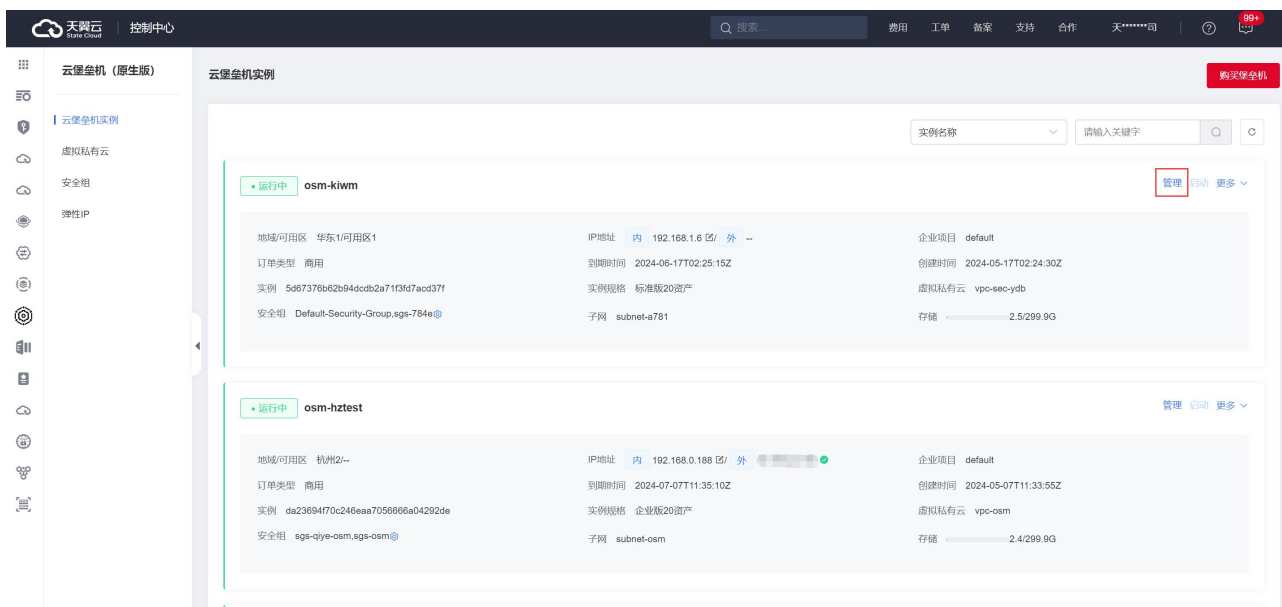 天翼云
State Cloud
控制中心
搜索...
费用 工单 备案 支持 合作 天*******司
99+
云堡垒机（原生版）
云堡垒机实例
虚拟私有云
安全组
弹性IP
云堡垒机实例
购买堡垒机
实例名称
请输入关键字
运行中 osm-kiwm
管理 启动 更多
地域/可用区 华东1/可用区1
IP地址 内 192.168.1.6 / 外 --
企业项目 default
订单类型 商用
到期时间 2024-06-17T02:25:15Z
创建时间 2024-05-17T02:24:30Z
实例 5d67376b62b94dcdb2a71f3fd7acd37f
实例规格 标准版20资产
虚拟私有云 vpc-sec-ydb
安全组 Default-Security-Group,sgs-784e
子网 subnet-a781
存储 2.5/299.9G
运行中 osm-hztest
管理 启动 更多
地域/可用区 杭州2/--
IP地址 内 192.168.0.188 / 外
企业项目 default
订单类型 商用
到期时间 2024-07-07T11:35:10Z
创建时间 2024-05-07T11:33:55Z
实例 da23694f70c246eaa7056666a04292de
实例规格 企业版20资产
虚拟私有云 vpc-osm
安全组 sgs-qiye-osm,sgs-osm
子网 subnet-osm
存储 2.4/299.9G